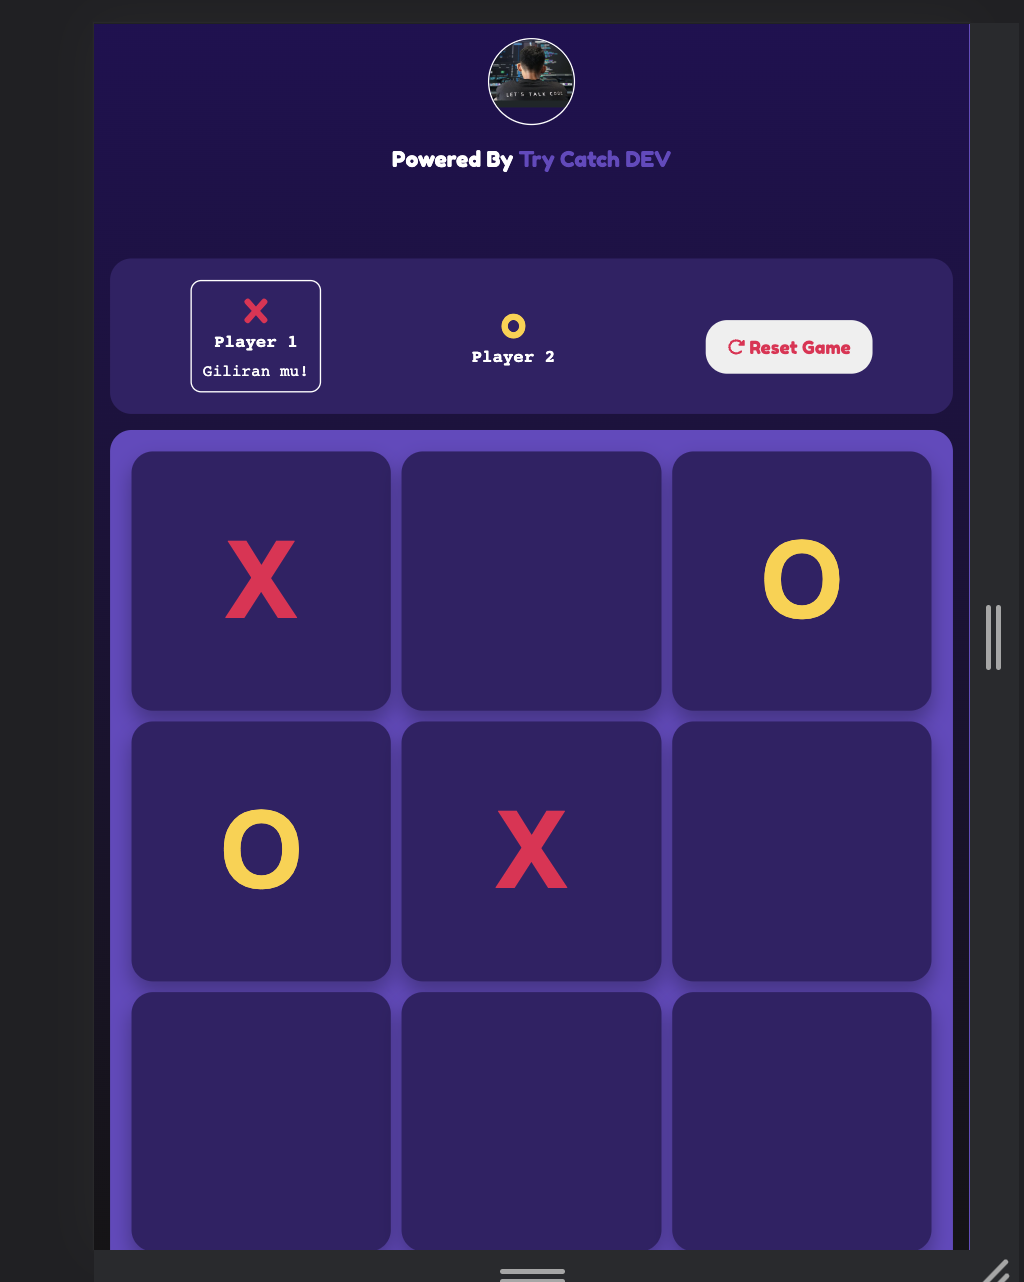 LET'S TALK CODE
Powered By Try Catch DEV
X
Player 1
Giliran mu!
O
Player 2
Reset Game
X O
O X